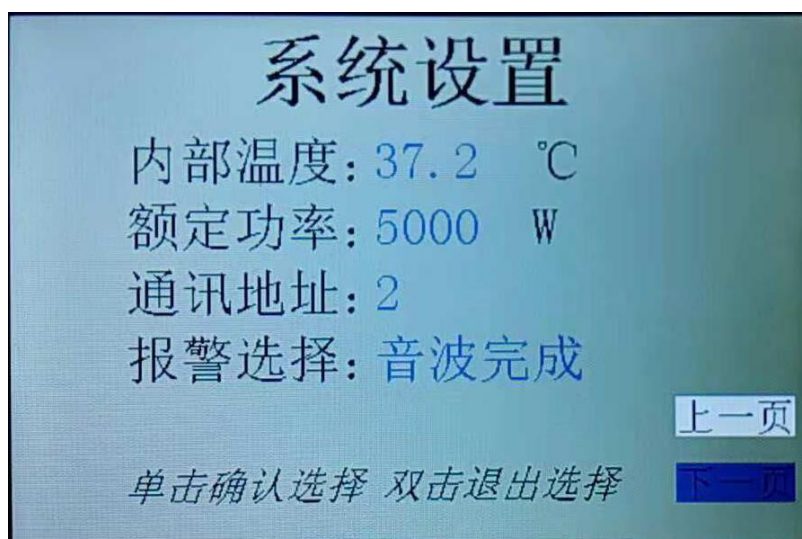 系统设置
内部温度: 37.2 ℃
额定功率: 5000 W
通讯地址: 2
报警选择: 音波完成
上一页
单击确认选择 双击退出选择
下一页